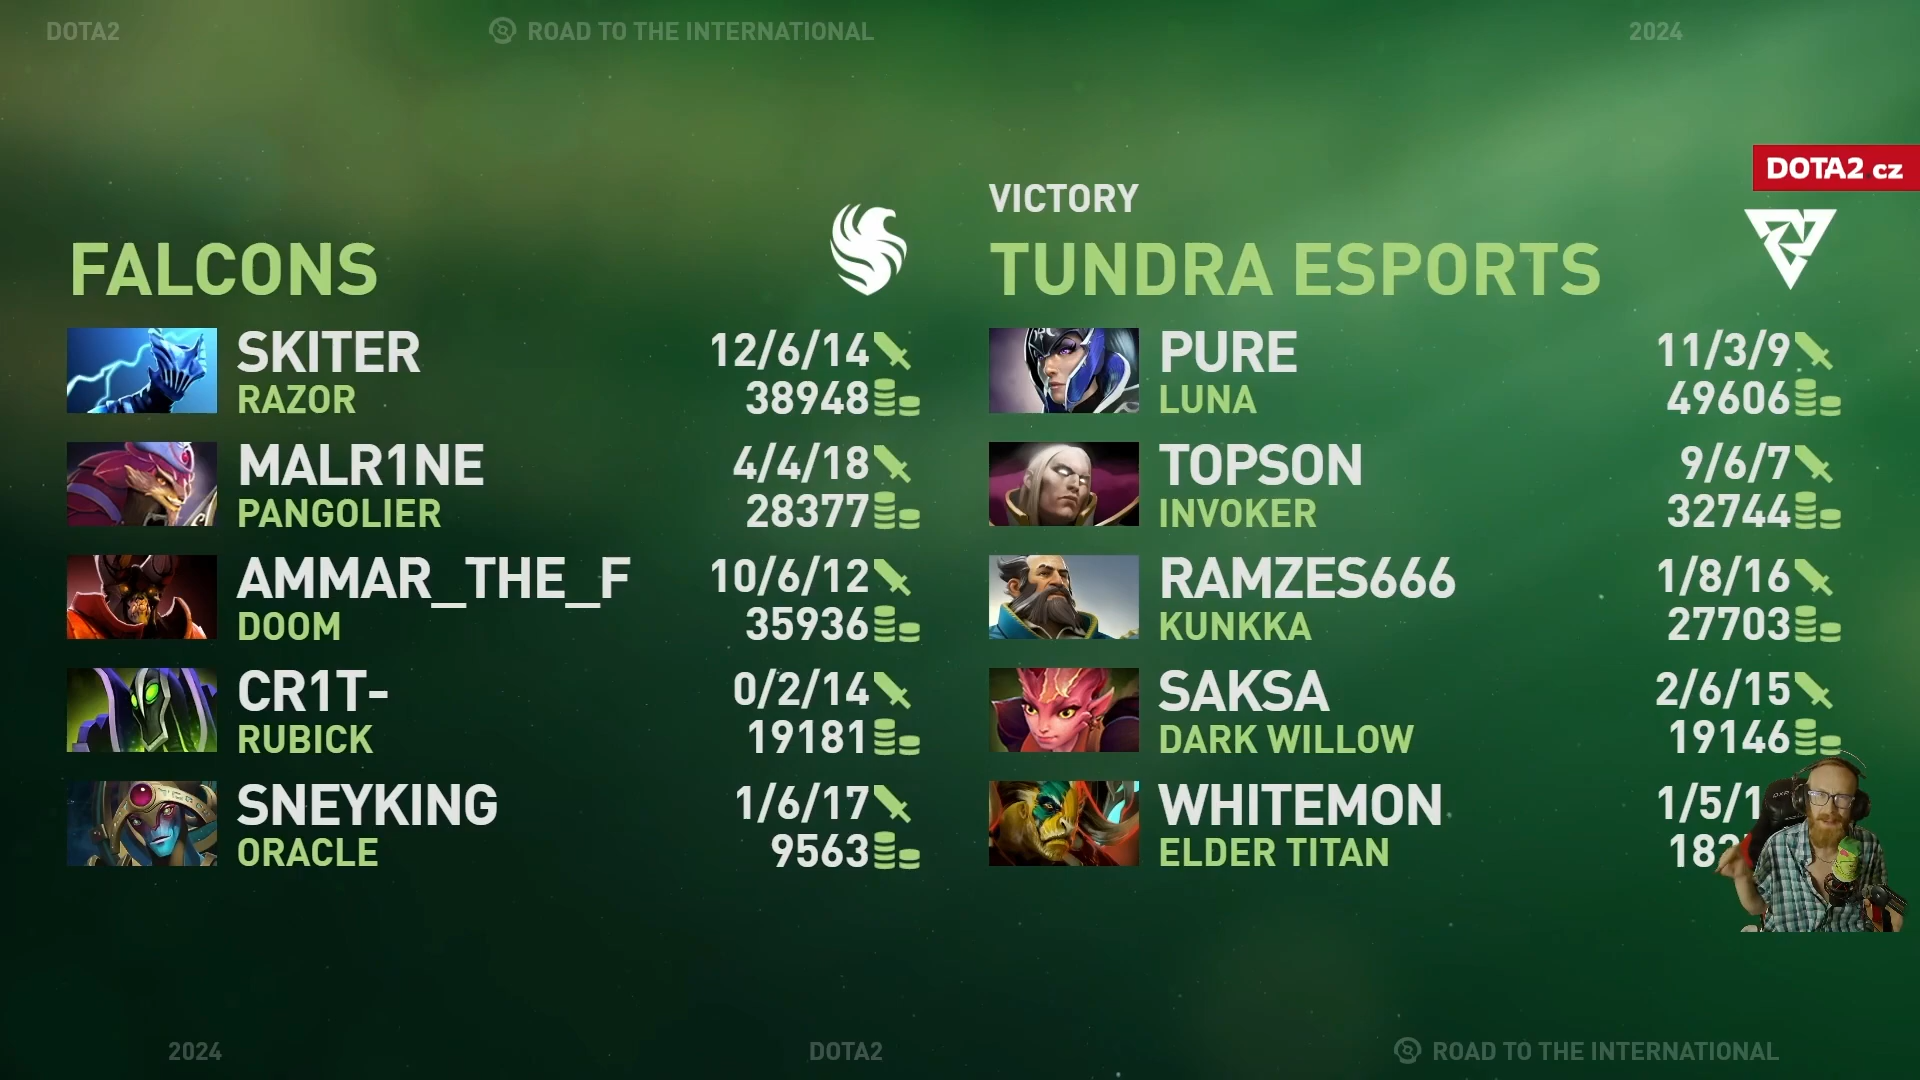 DOTA2
ROAD TO THE INTERNATIONAL
2024
DOTA2.cz
FALCONS
SKITER
12/6/14
RAZOR
38948
MALR1NE
4/4/18
PANGOLIER
28377
AMMAR_THE_F
10/6/12
DOOM
35936
CR1T-
0/2/14
RUBICK
19181
SNEYKING
1/6/17
ORACLE
9563
VICTORY
TUNDRA ESPORTS
PURE
11/3/9
LUNA
49606
TOPSON
9/6/7
INVOKER
32744
RAMZES666
1/8/16
KUNKKA
27703
SAKSA
2/6/15
DARK WILLOW
19146
WHITEMON
ELDER TITAN
2024
DOTA2
ROAD TO THE INTERNATIONAL